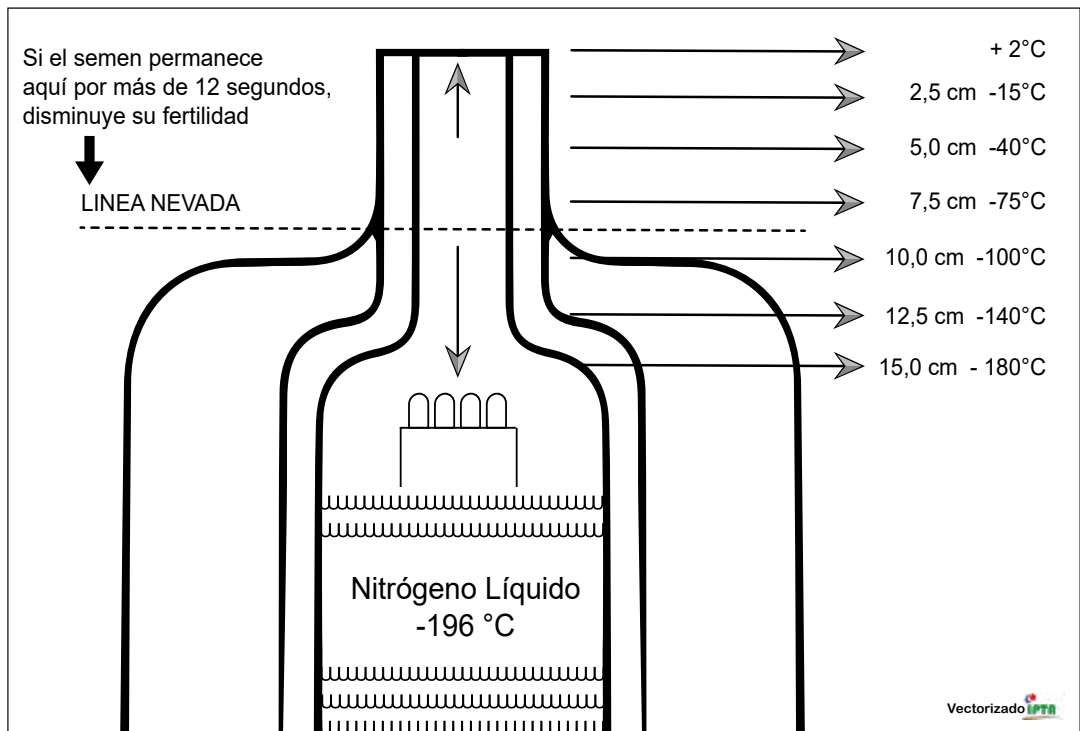 Si el semen permanece
aquí por más de 12 segundos,
disminuye su fertilidad
LINEA NEVADA
+ 2°C
2,5 cm -15°C
5,0 cm -40°C
7,5 cm -75°C
10,0 cm -100°C
12,5 cm -140°C
15,0 cm - 180°C
Nitrógeno Líquido
-196 °C
Vectorizado IPTA